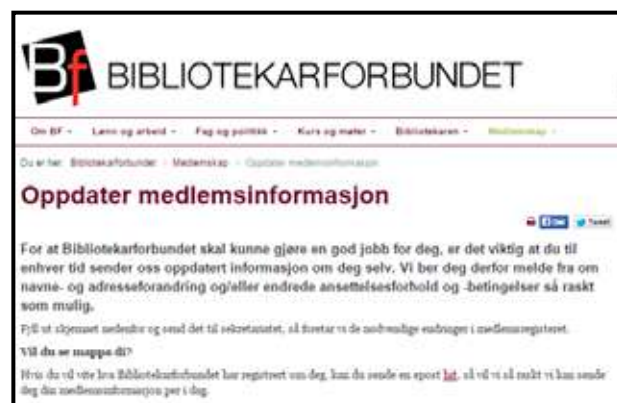 Bf BIBLIOTEKARFORBUNDET
Om BF Lønn og arbeid Fag og politikk Kurs og møter Bibliotekaren Medlemskap
Du er her: Bibliotekarforbundet Medlemskap Oppdater medlemsinformasjon
Oppdater medlemsinformasjon
Tweet
For at Bibliotekarforbundet skal kunne gjøre en god jobb for deg, er det viktig at du til
enhver tid sender oss oppdatert informasjon om deg selv. Vi ber deg derfor melde fra om
navne- og adresseforandring og/eller endrede ansettelsesforhold og -betingelser så raskt
som mulig.
Fyll ut skjemaet nedenfor og send det til sekretariatet, så foretar vi de nødvendige endringer i medlemsregisteret.
Vil du se mappa di?
Hvis du vil vite hva Bibliotekarforbundet har registrert om deg, kan du sende en epost hit, så vil vi så raskt vi kan sende
deg din medlemsinformasjon per i dag.